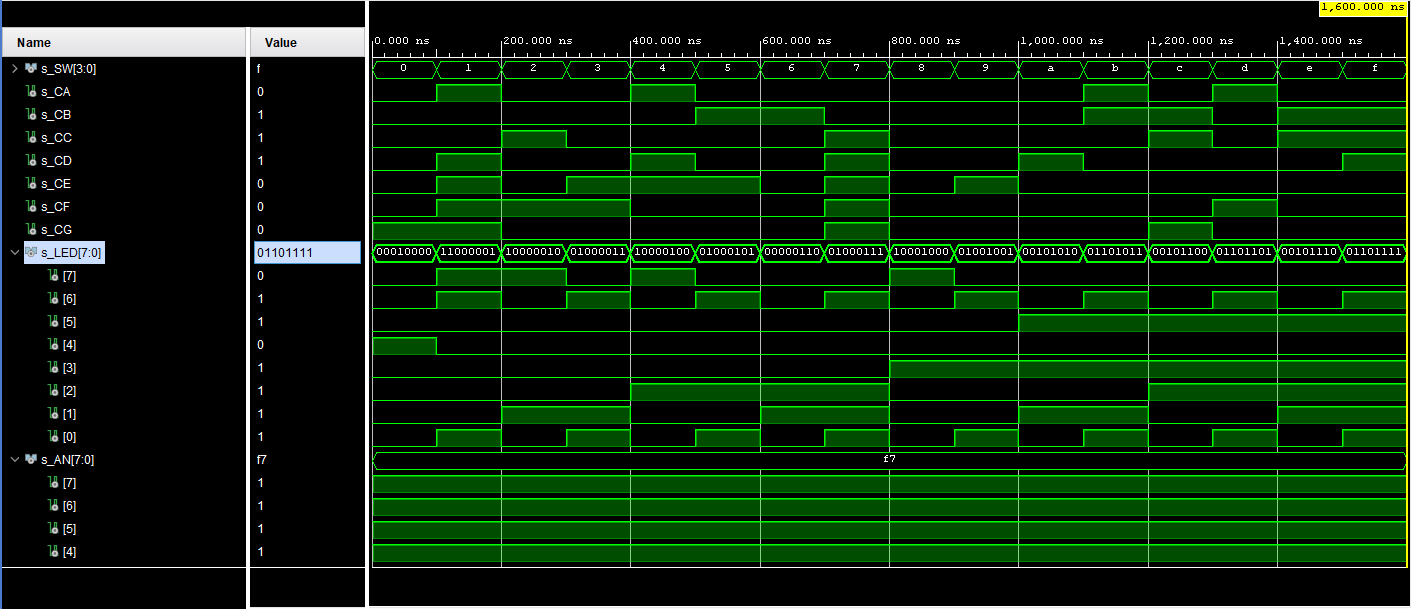 1,600.000 ns
Name Value
0.000 ns 200.000 ns 400.000 ns 600.000 ns 800.000 ns 1,000.000 ns 1,200.000 ns 1,400.000 ns
s_SW[3:0] f 0 1 2 3 4 5 6 7 8 9 a b c d e f
s_CA 0
s_CB 1
s_CC 1
s_CD 1
s_CE 0
s_CF 0
s_CG 0
s_LED[7:0] 01101111 00010000 11000001 10000010 01000011 10000100 01000101 00000110 01000111 10001000 01001001 00101010 01101011 00101100 01101101 00101110 01101111
[7] 0
[6] 1
[5] 1
[4] 0
[3] 1
[2] 1
[1] 1
[0] 1
s_AN[7:0] f7 f7
[7] 1
[6] 1
[5] 1
[4] 1